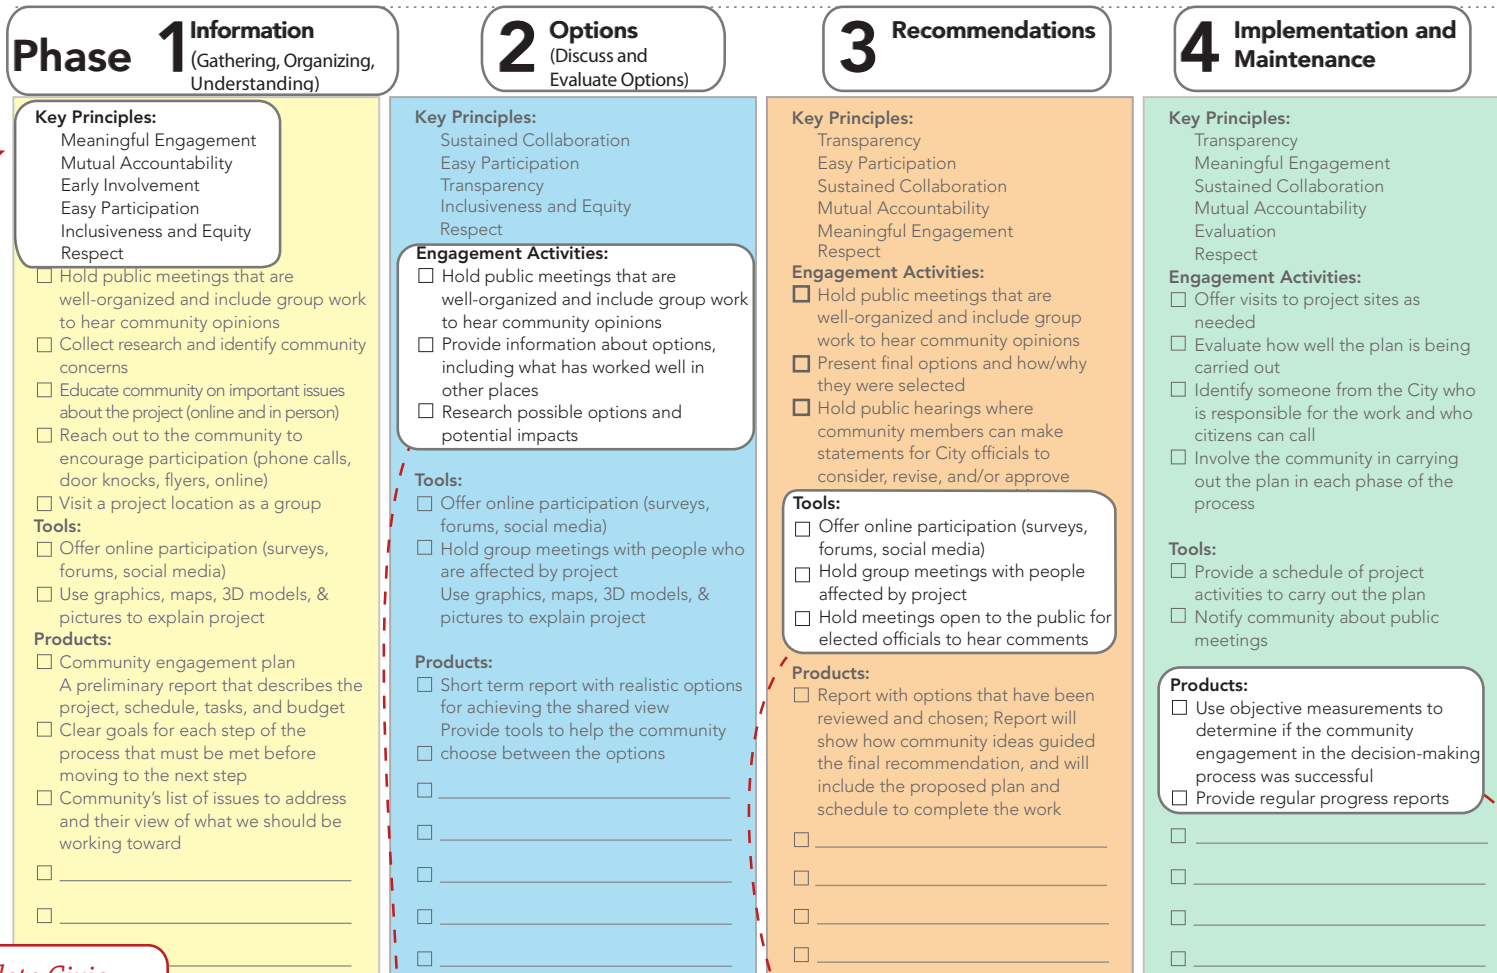 Phase 1 Information
(Gathering, Organizing,
Understanding)
Key Principles:
Meaningful Engagement
Mutual Accountability
Early Involvement
Easy Participation
Inclusiveness and Equity
Respect
Hold public meetings that are
well-organized and include group work
to hear community opinions
Collect research and identify community
concerns
Educate community on important issues
about the project (online and in person)
Reach out to the community to
encourage participation (phone calls,
door knocks, flyers, online)
Visit a project location as a group
Tools:
Offer online participation (surveys,
forums, social media)
Use graphics, maps, 3D models, &
pictures to explain project
Products:
Community engagement plan
A preliminary report that describes the
project, schedule, tasks, and budget
Clear goals for each step of the
process that must be met before
moving to the next step
Community's list of issues to address
and their view of what we should be
working toward
2 Options
(Discuss and
Evaluate Options)
Key Principles:
Sustained Collaboration
Easy Participation
Transparency
Inclusiveness and Equity
Respect
Engagement Activities:
Hold public meetings that are
well-organized and include group work
to hear community opinions
Provide information about options,
including what has worked well in
other places
Research possible options and
potential impacts
Tools:
Offer online participation (surveys,
forums, social media)
Hold group meetings with people who
are affected by project
Use graphics, maps, 3D models, &
pictures to explain project
Products:
Short term report with realistic options
for achieving the shared view
Provide tools to help the community
choose between the options
3 Recommendations
Key Principles:
Transparency
Easy Participation
Sustained Collaboration
Mutual Accountability
Meaningful Engagement
Respect
Engagement Activities:
Hold public meetings that are
well-organized and include group
work to hear community opinions
Present final options and how/why
they were selected
Hold public hearings where
community members can make
statements for City officials to
consider, revise, and/or approve
Tools:
Offer online participation (surveys,
forums, social media)
Hold group meetings with people
affected by project
Hold meetings open to the public for
elected officials to hear comments
Products:
Report with options that have been
reviewed and chosen; Report will
show how community ideas guided
the final recommendation, and will
include the proposed plan and
schedule to complete the work
4 Implementation and
Maintenance
Key Principles:
Transparency
Meaningful Engagement
Sustained Collaboration
Mutual Accountability
Evaluation
Respect
Engagement Activities:
Offer visits to project sites as
needed
Evaluate how well the plan is being
carried out
Identify someone from the City who
is responsible for the work and who
citizens can call
Involve the community in carrying
out the plan in each phase of the
process
Tools:
Provide a schedule of project
activities to carry out the plan
Notify community about public
meetings
Products:
Use objective measurements to
determine if the community
engagement in the decision-making
process was successful
Provide regular progress reports